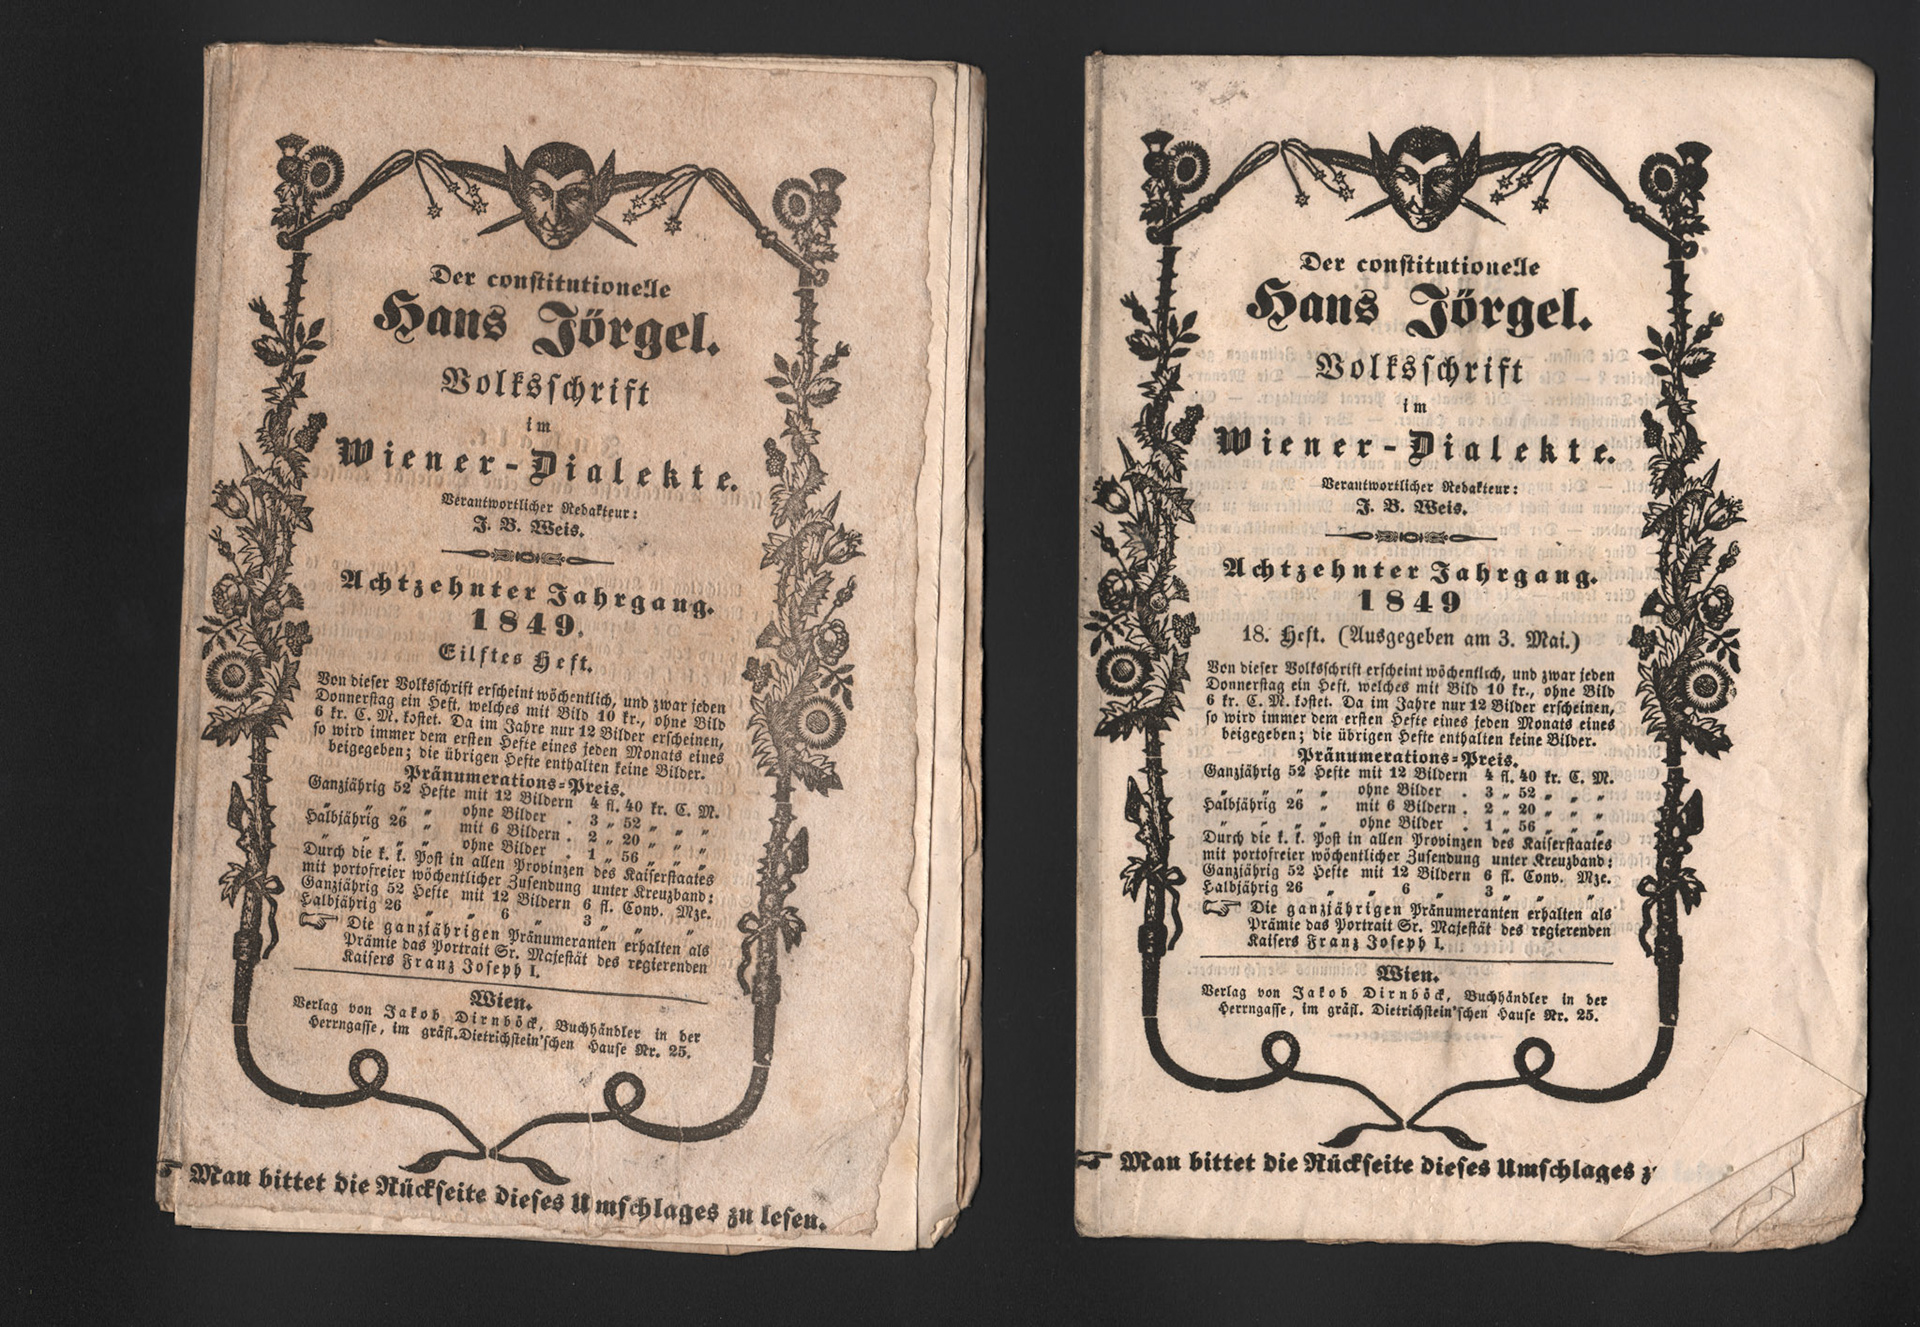 Der constitutionelle
Hans Jörgel.
Volksschrift
im
Wiener-Dialekte.
Verantwortlicher Redakteur:
J. B. Weis.
Achtzehnter Jahrgang.
1849.
Eilftes Heft.
Von dieser Volksschrift erscheint wöchentlich, und zwar jeden
Donnerstag ein Heft, welches mit Bild 10 kr., ohne Bild
6 kr. C. M. kostet. Da im Jahre nur 12 Bilder erscheinen,
so wird immer dem ersten Hefte eines jeden Monats eines
beigegeben; die übrigen Hefte enthalten keine Bilder.
Pränumerations-Preis.
Ganzjährig 52 Hefte mit 12 Bildern 4 fl. 40 kr. C. M.
„ „ „ ohne Bilder . 3 „ 52 „ „ „
Halbjährig 26 „ mit 6 Bildern . 2 „ 20 „ „ „
„ „ „ ohne Bilder . 1 „ 56 „ „ „
Durch die k. k. Post in allen Provinzen des Kaiserstaates
mit portofreier wöchentlicher Zusendung unter Kreuzband:
Ganzjährig 52 Hefte mit 12 Bildern 6 fl. Conv. Mze.
Halbjährig 26 „ „ 6 „ 3 „ „ „
☞ Die ganzjährigen Pränumeranten erhalten als
Prämie das Portrait Sr. Majestät des regierenden
Kaisers Franz Joseph I.
Wien.
Verlag von Jakob Dirnböck, Buchhändler in der
Herrngasse, im gräfl. Dietrichstein'schen Hause Nr. 25.
☛ Man bittet die Rückseite dieses Umschlages zu lesen.
Der constitutionelle
Hans Jörgel.
Volksschrift
im
Wiener-Dialekte.
Verantwortlicher Redakteur:
J. B. Weis.
Achtzehnter Jahrgang.
1849
18. Heft. (Ausgegeben am 3. Mai.)
Von dieser Volksschrift erscheint wöchentlich, und zwar jeden
Donnerstag ein Heft, welches mit Bild 10 kr., ohne Bild
6 kr. C. M. kostet. Da im Jahre nur 12 Bilder erscheinen,
so wird immer dem ersten Hefte eines jeden Monats eines
beigegeben; die übrigen Hefte enthalten keine Bilder.
Pränumerations-Preis.
Ganzjährig 52 Hefte mit 12 Bildern 4 fl. 40 kr. C. M.
„ „ „ ohne Bilder . 3 „ 52 „ „ „
Halbjährig 26 „ mit 6 Bildern . 2 „ 20 „ „ „
„ „ „ ohne Bilder . 1 „ 56 „ „ „
Durch die k. k. Post in allen Provinzen des Kaiserstaates
mit portofreier wöchentlicher Zusendung unter Kreuzband:
Ganzjährig 52 Hefte mit 12 Bildern 6 fl. Conv. Mze.
Halbjährig 26 „ „ 6 „ 3 „ „ „
☞ Die ganzjährigen Pränumeranten erhalten als
Prämie das Portrait Sr. Majestät des regierenden
Kaisers Franz Joseph I.
Wien.
Verlag von Jakob Dirnböck, Buchhändler in der
Herrngasse, im gräfl. Dietrichstein'schen Hause Nr. 25.
☛ Man bittet die Rückseite dieses Umschlages z